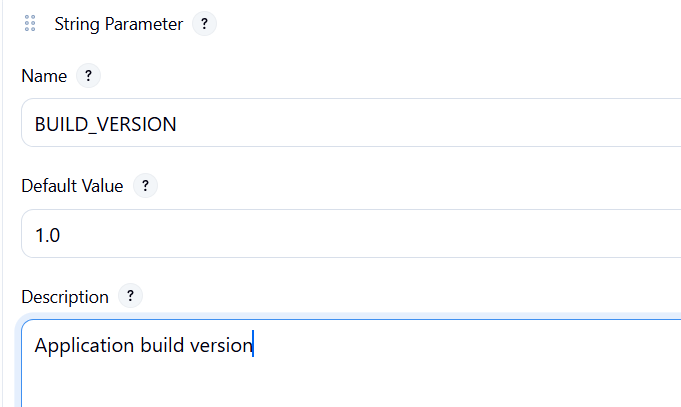 String Parameter ?
Name ?
BUILD_VERSION
Default Value ?
1.0
Description ?
Application build version